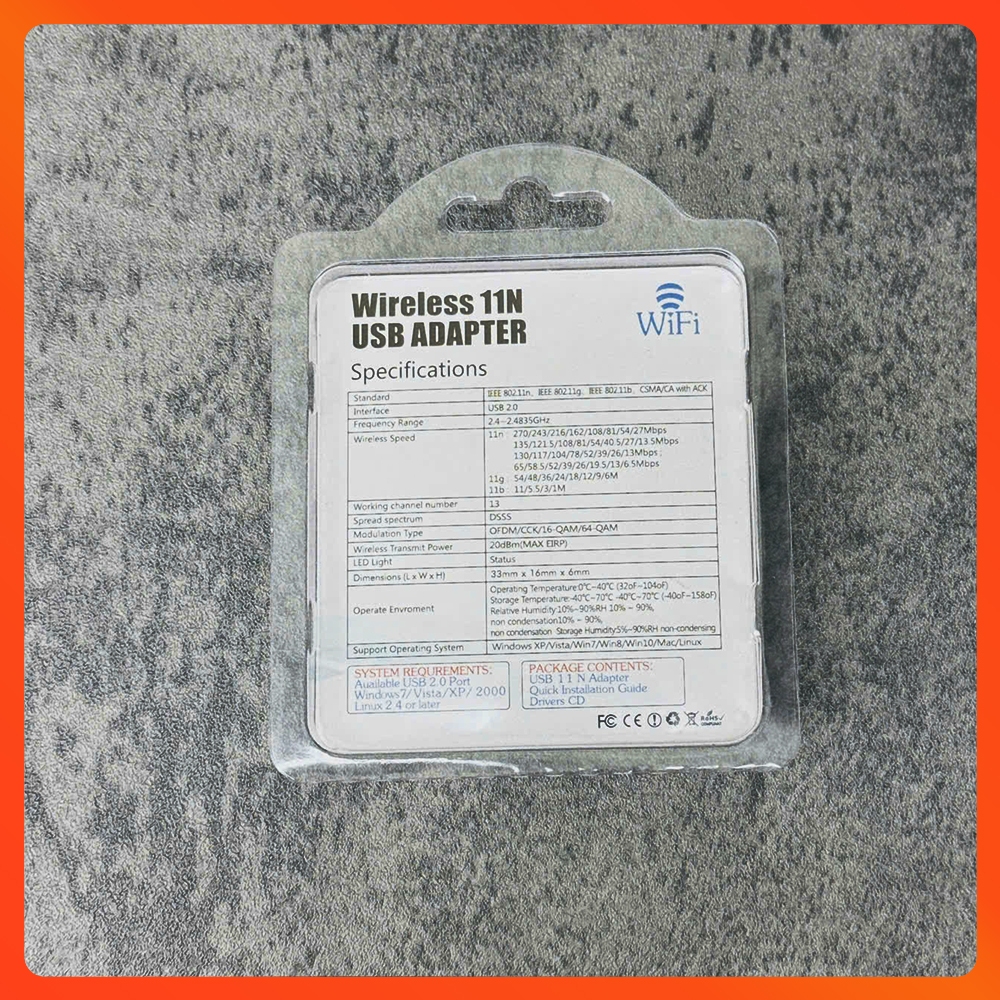 Wireless 11N
USB ADAPTER
WiFi
Specifications
Standard IEEE 802.11n、IEEE 802.11g、IEEE 802.11b、CSMA/CA with ACK
Interface USB 2.0
Frequency Range 2.4~2.4835GHz
Wireless Speed 11n : 270/243/216/162/108/81/54/27Mbps
135/121.5/108/81/54/40.5/27/13.5Mbps
130/117/104/78/52/39/26/13Mbps ;
65/58.5/52/39/26/19.5/13/6.5Mbps
11g : 54/48/36/24/18/12/9/6M
11b : 11/5.5/3/1M
Working channel number 13
Spread spectrum DSSS
Modulation Type OFDM/CCK/16-QAM/64-QAM
Wireless Transmit Power 20dBm(MAX EIRP)
LED Light Status
Dimensions (L x W x H) 33mm x 16mm x 6mm
Operate Enviroment Operating Temperature:0℃~40℃ (32oF~104oF)
Storage Temperature:-40℃~70℃ -40℃~70℃ (-40oF~158oF)
Relative Humidity:10%~90%RH 10% ~ 90%,
non condensation10% ~ 90%,
non condensation Storage Humidity:5%~90%RH non-condensing
Support Operating System Windows XP/Vista/Win7/Win8/Win10/Mac/Linux
SYSTEM REQUREMENTS:
Auailable USB 2.0 Port
Windows7/Vista/XP/ 2000
Linux 2.4 or later
PACKAGE CONTENTS:
USB 1 1 N Adapter
Quick Installation Guide
Drivers CD
FC CE RoHS
COMPLIANT